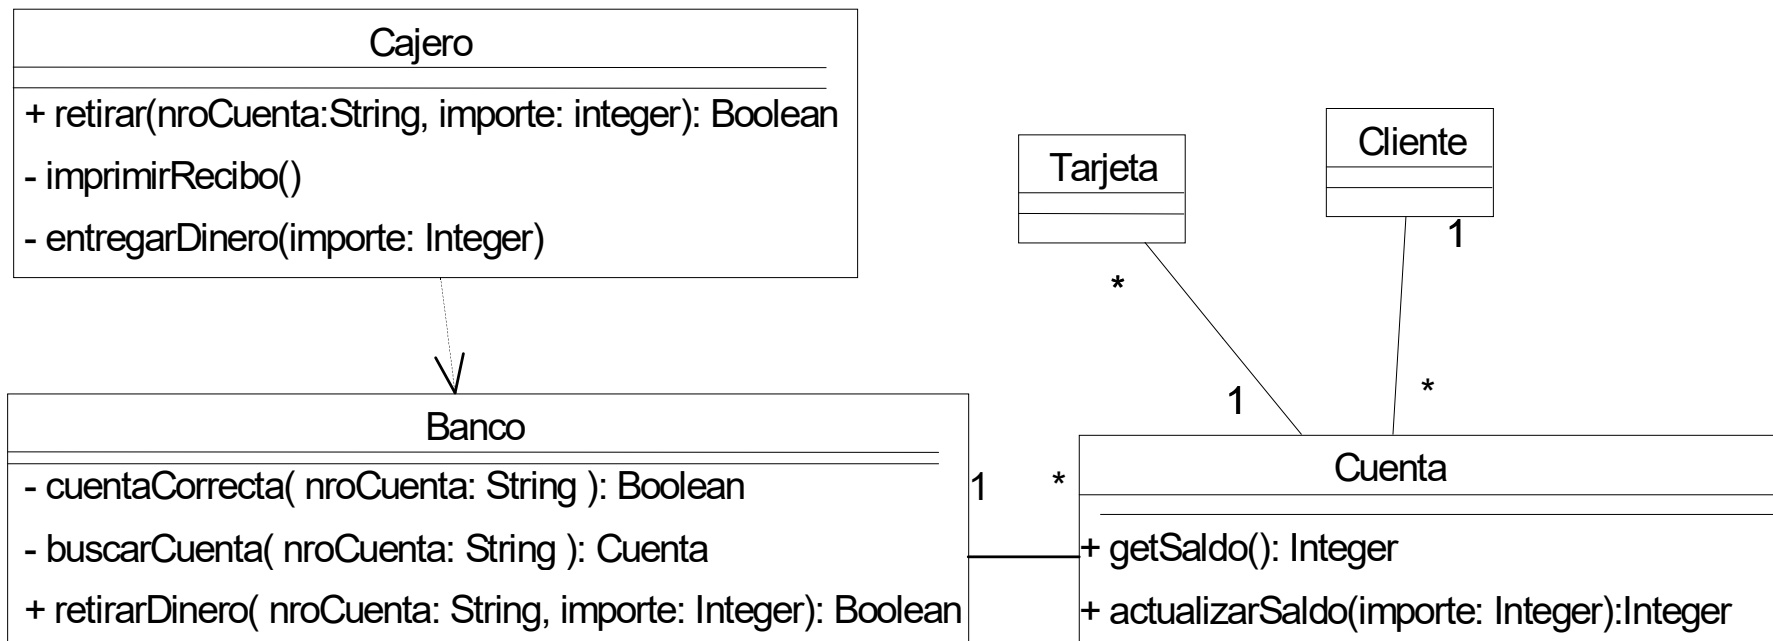 Cajero
+ retirar(nroCuenta:String, importe: integer): Boolean
- imprimirRecibo()
- entregarDinero(importe: Integer)
Tarjeta
Cliente
1
*
1
*
Banco
- cuentaCorrecta( nroCuenta: String ): Boolean
- buscarCuenta( nroCuenta: String ): Cuenta
+ retirarDinero( nroCuenta: String, importe: Integer): Boolean
1
*
Cuenta
+ getSaldo(): Integer
+ actualizarSaldo(importe: Integer):Integer